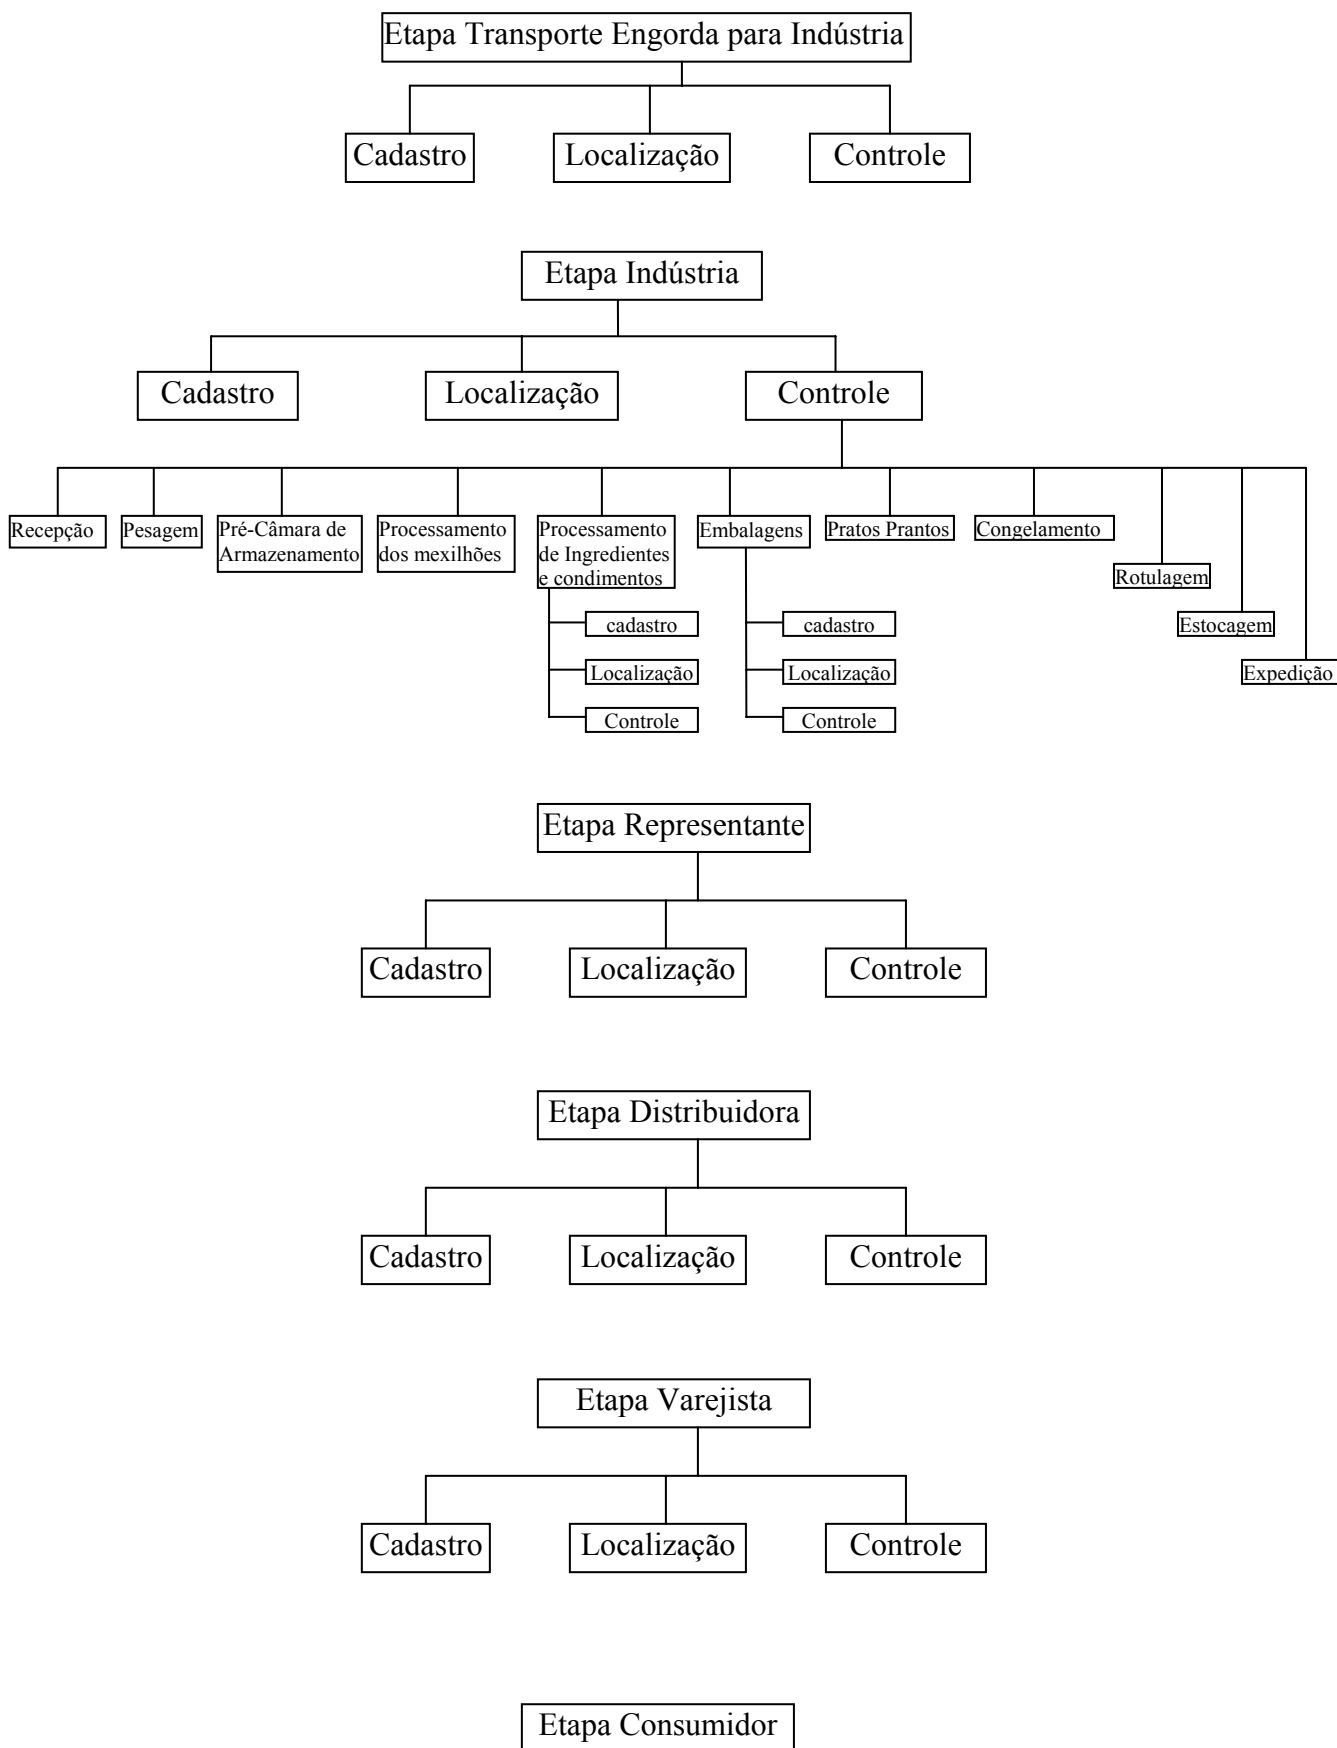 Etapa Transporte Engorda para Indústria
Cadastro
Localização
Controle
Etapa Indústria
Cadastro
Localização
Controle
Recepção
Pesagem
Pré-Câmara de
Armazenamento
Processamento
dos mexilhões
Processamento
de Ingredientes
e condimentos
Embalagens
Pratos Prantos
Congelamento
Rotulagem
Estocagem
Expedição
cadastro
Localização
Controle
cadastro
Localização
Controle
Etapa Representante
Cadastro
Localização
Controle
Etapa Distribuidora
Cadastro
Localização
Controle
Etapa Varejista
Cadastro
Localização
Controle
Etapa Consumidor